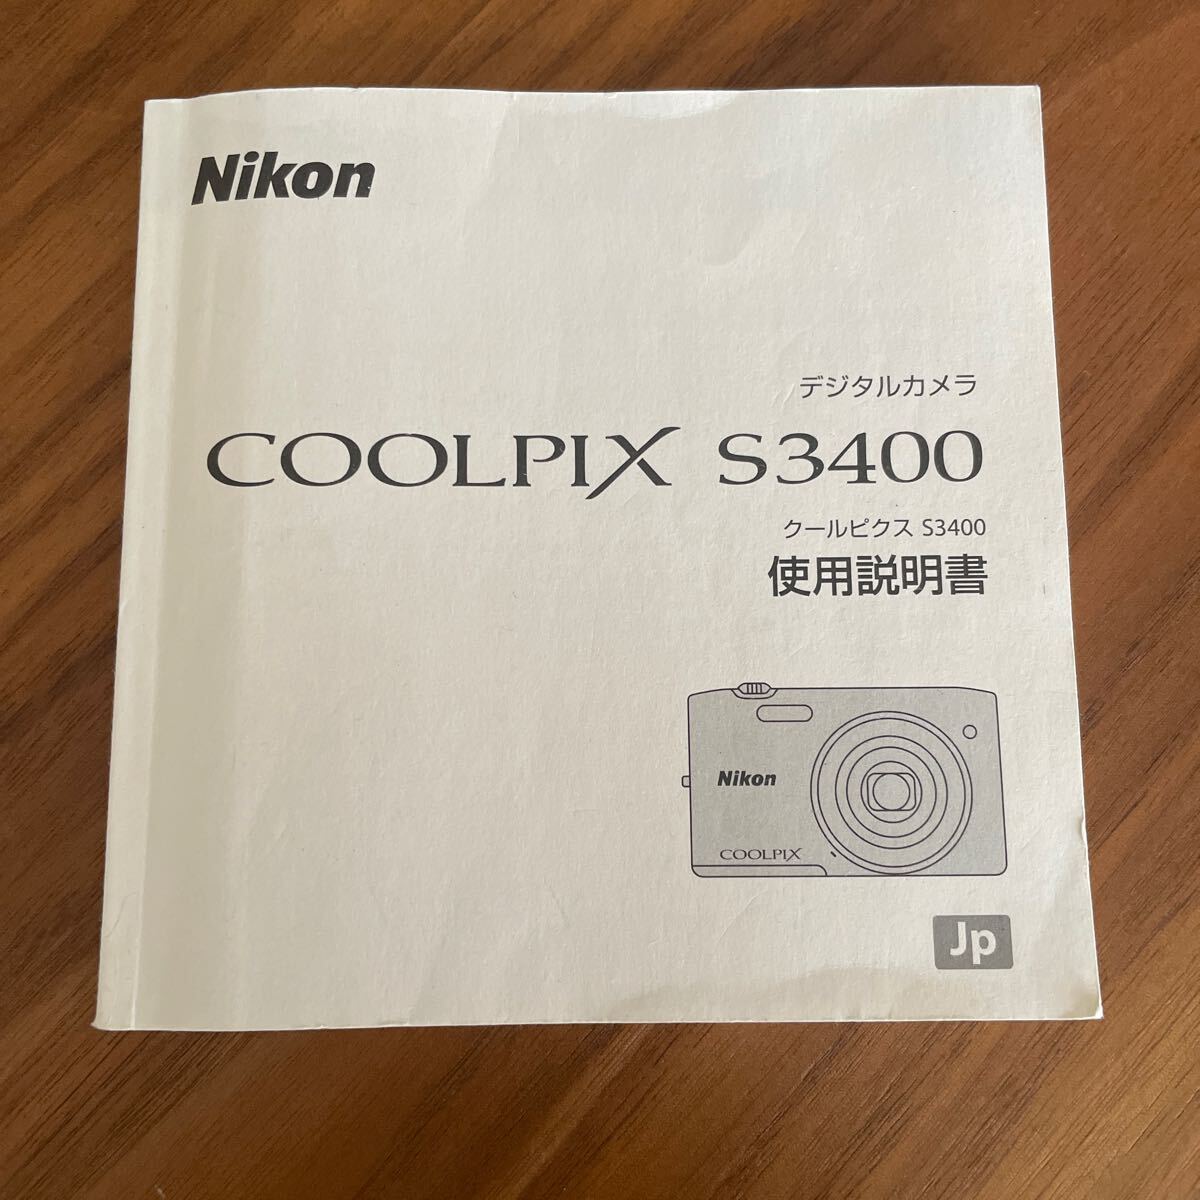 Nikon
デジタルカメラ
COOLPIX S3400
クールピクス S3400
使用説明書
Nikon
COOLPIX
Jp